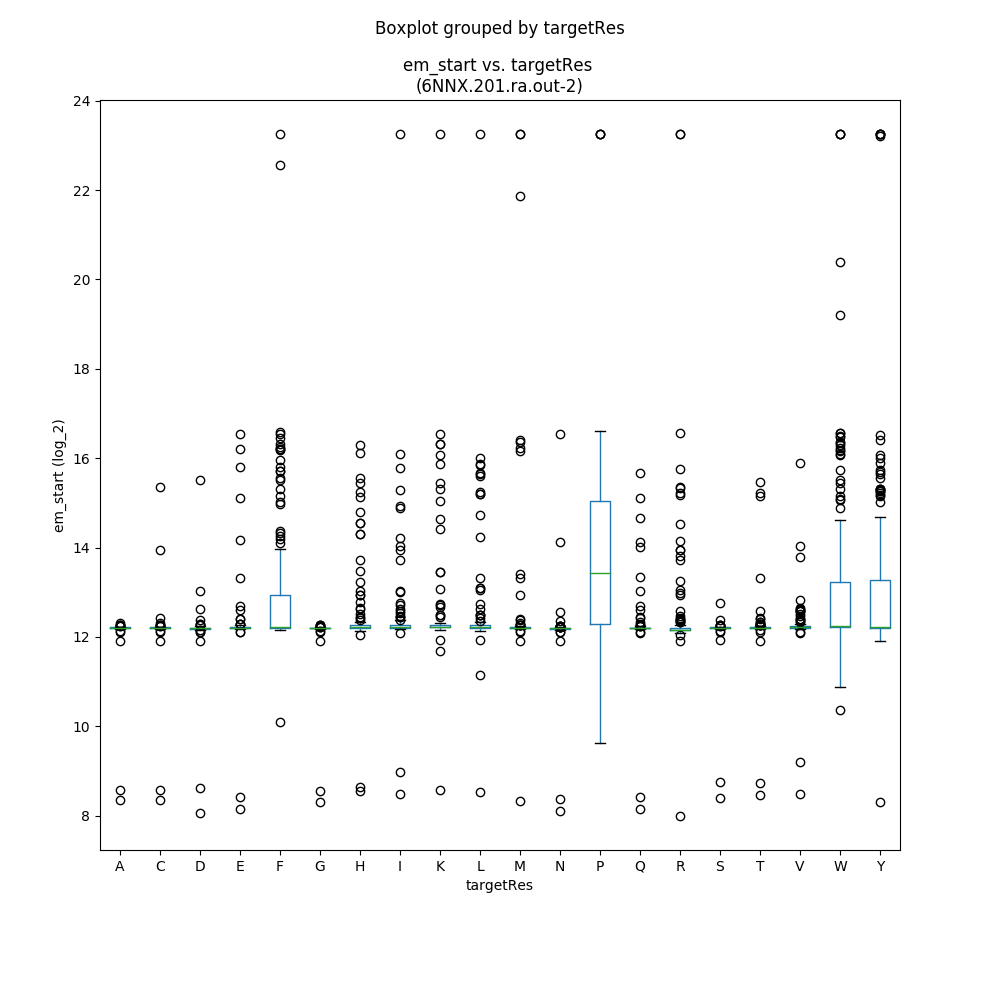 Boxplot grouped by targetRes
em_start vs. targetRes
(6NNX.201.ra.out-2)
24
22
20
18
16
14
12
10
8
em_start (log_2)
A C D E F G H I K L M N P Q R S T V W Y
targetRes